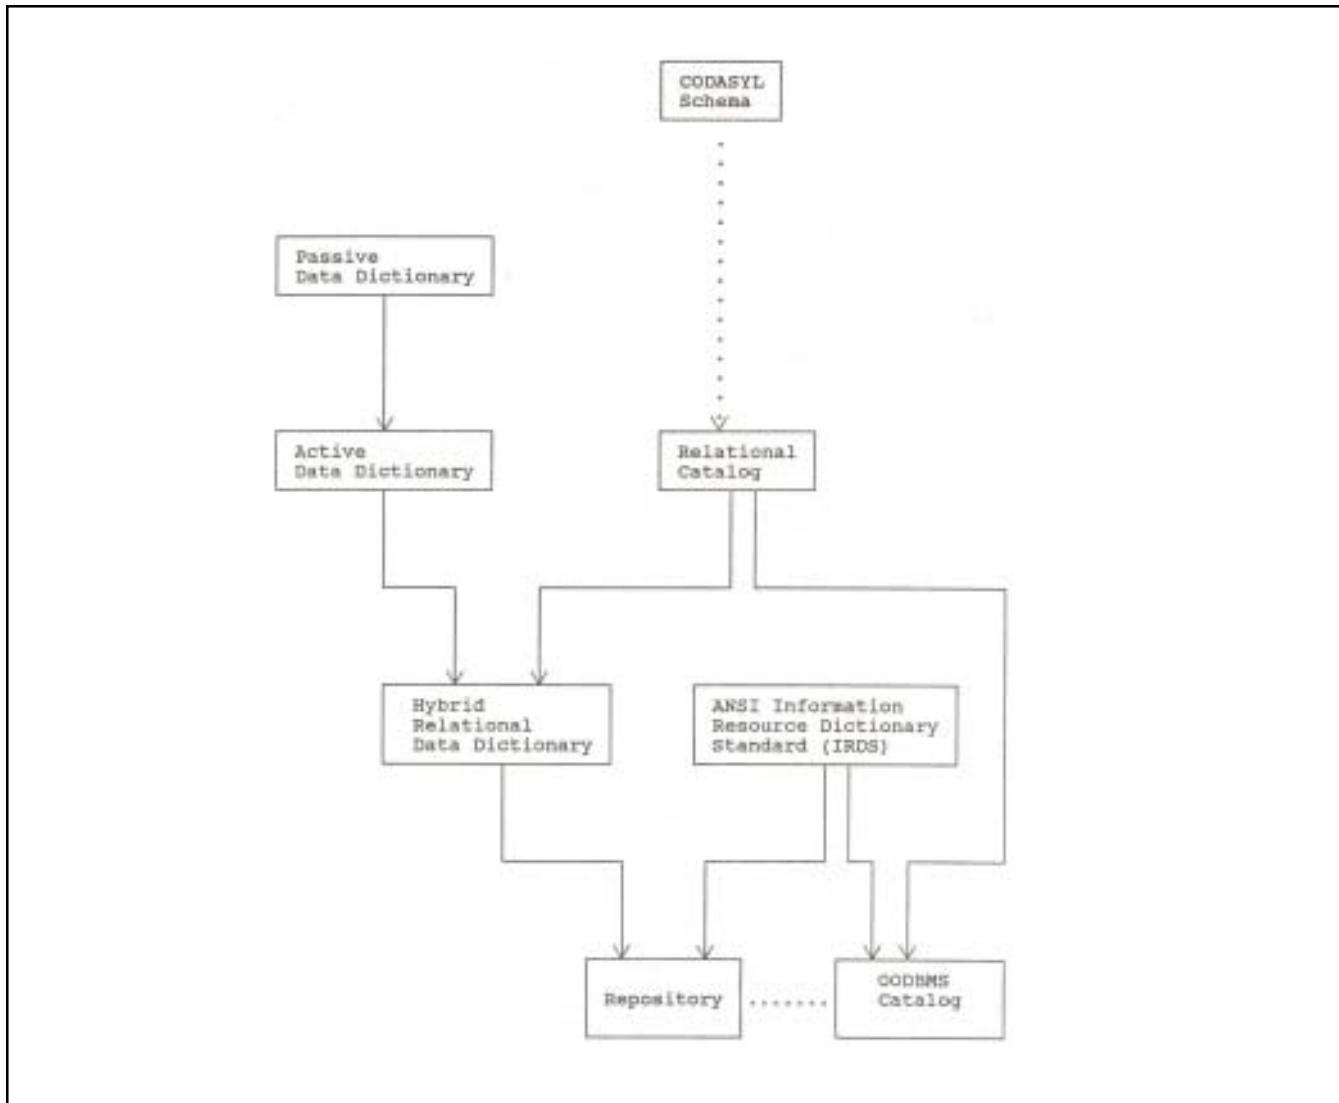 CODASYL
Schema
Passive
Data Dictionary
Active
Data Dictionary
Relational
Catalog
Hybrid
Relational
Data Dictionary
ANSI Information
Resource Dictionary
Standard (IRDS)
Repository
OODBMS
Catalog